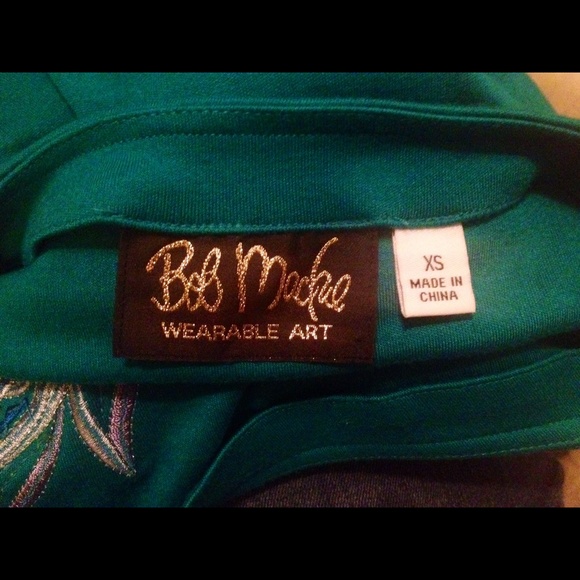 Bob Mackie
WEARABLE ART
XS
MADE IN
CHINA